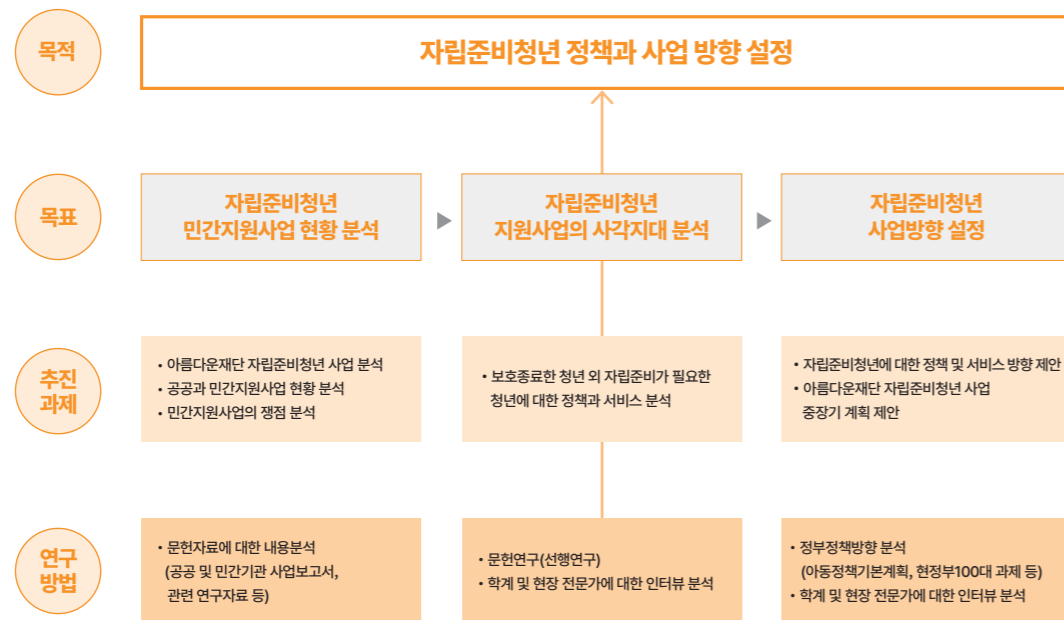 목적
자립준비청년 정책과 사업 방향 설정
목표
자립준비청년
민간지원사업 현황 분석
자립준비청년
지원사업의 사각지대 분석
자립준비청년
사업방향 설정
추진
과제
• 아름다운재단 자립준비청년 사업 분석
• 공공과 민간지원사업 현황 분석
• 민간지원사업의 쟁점 분석
• 보호종료한 청년 외 자립준비가 필요한
청년에 대한 정책과 서비스 분석
• 자립준비청년에 대한 정책 및 서비스 방향 제안
• 아름다운재단 자립준비청년 사업
중장기 계획 제안
연구
방법
• 문헌자료에 대한 내용분석
(공공 및 민간기관 사업보고서,
관련 연구자료 등)
• 문헌연구(선행연구)
• 학계 및 현장 전문가에 대한 인터뷰 분석
• 정부정책방향 분석
(아동정책기본계획, 현정부100대 과제 등)
• 학계 및 현장 전문가에 대한 인터뷰 분석